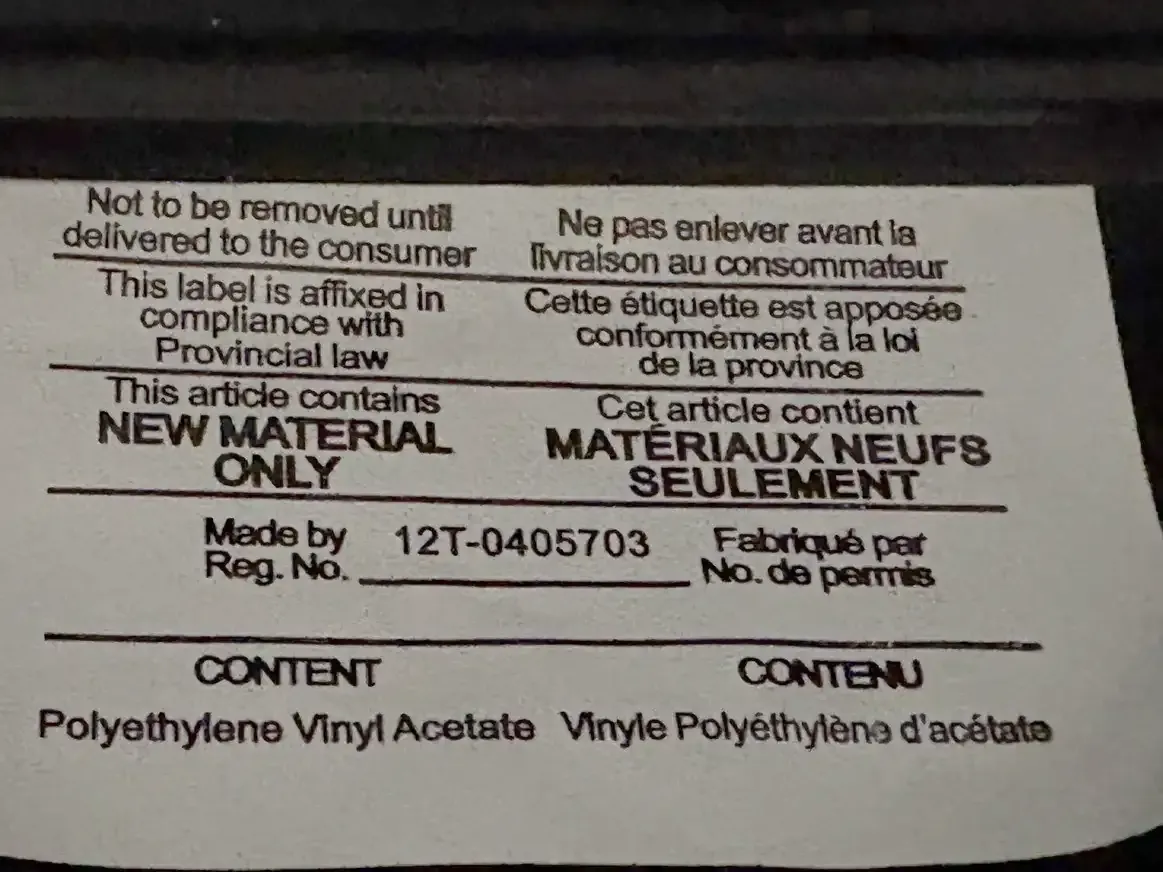 Not to be removed until
delivered to the consumer
Ne pas enlever avant la
livraison au consommateur
This label is affixed in
compliance with
Provincial law
Cette étiquette est apposée
conformément à la loi
de la province
This article contains
NEW MATERIAL
ONLY
Cet article contient
MATÉRIAUX NEUFS
SEULEMENT
Made by
Reg. No.
12T-0405703
Fabriqué par
No. de permis
CONTENT
Polyethylene Vinyl Acetate
CONTENU
Vinyle Polyéthylène d'acétate